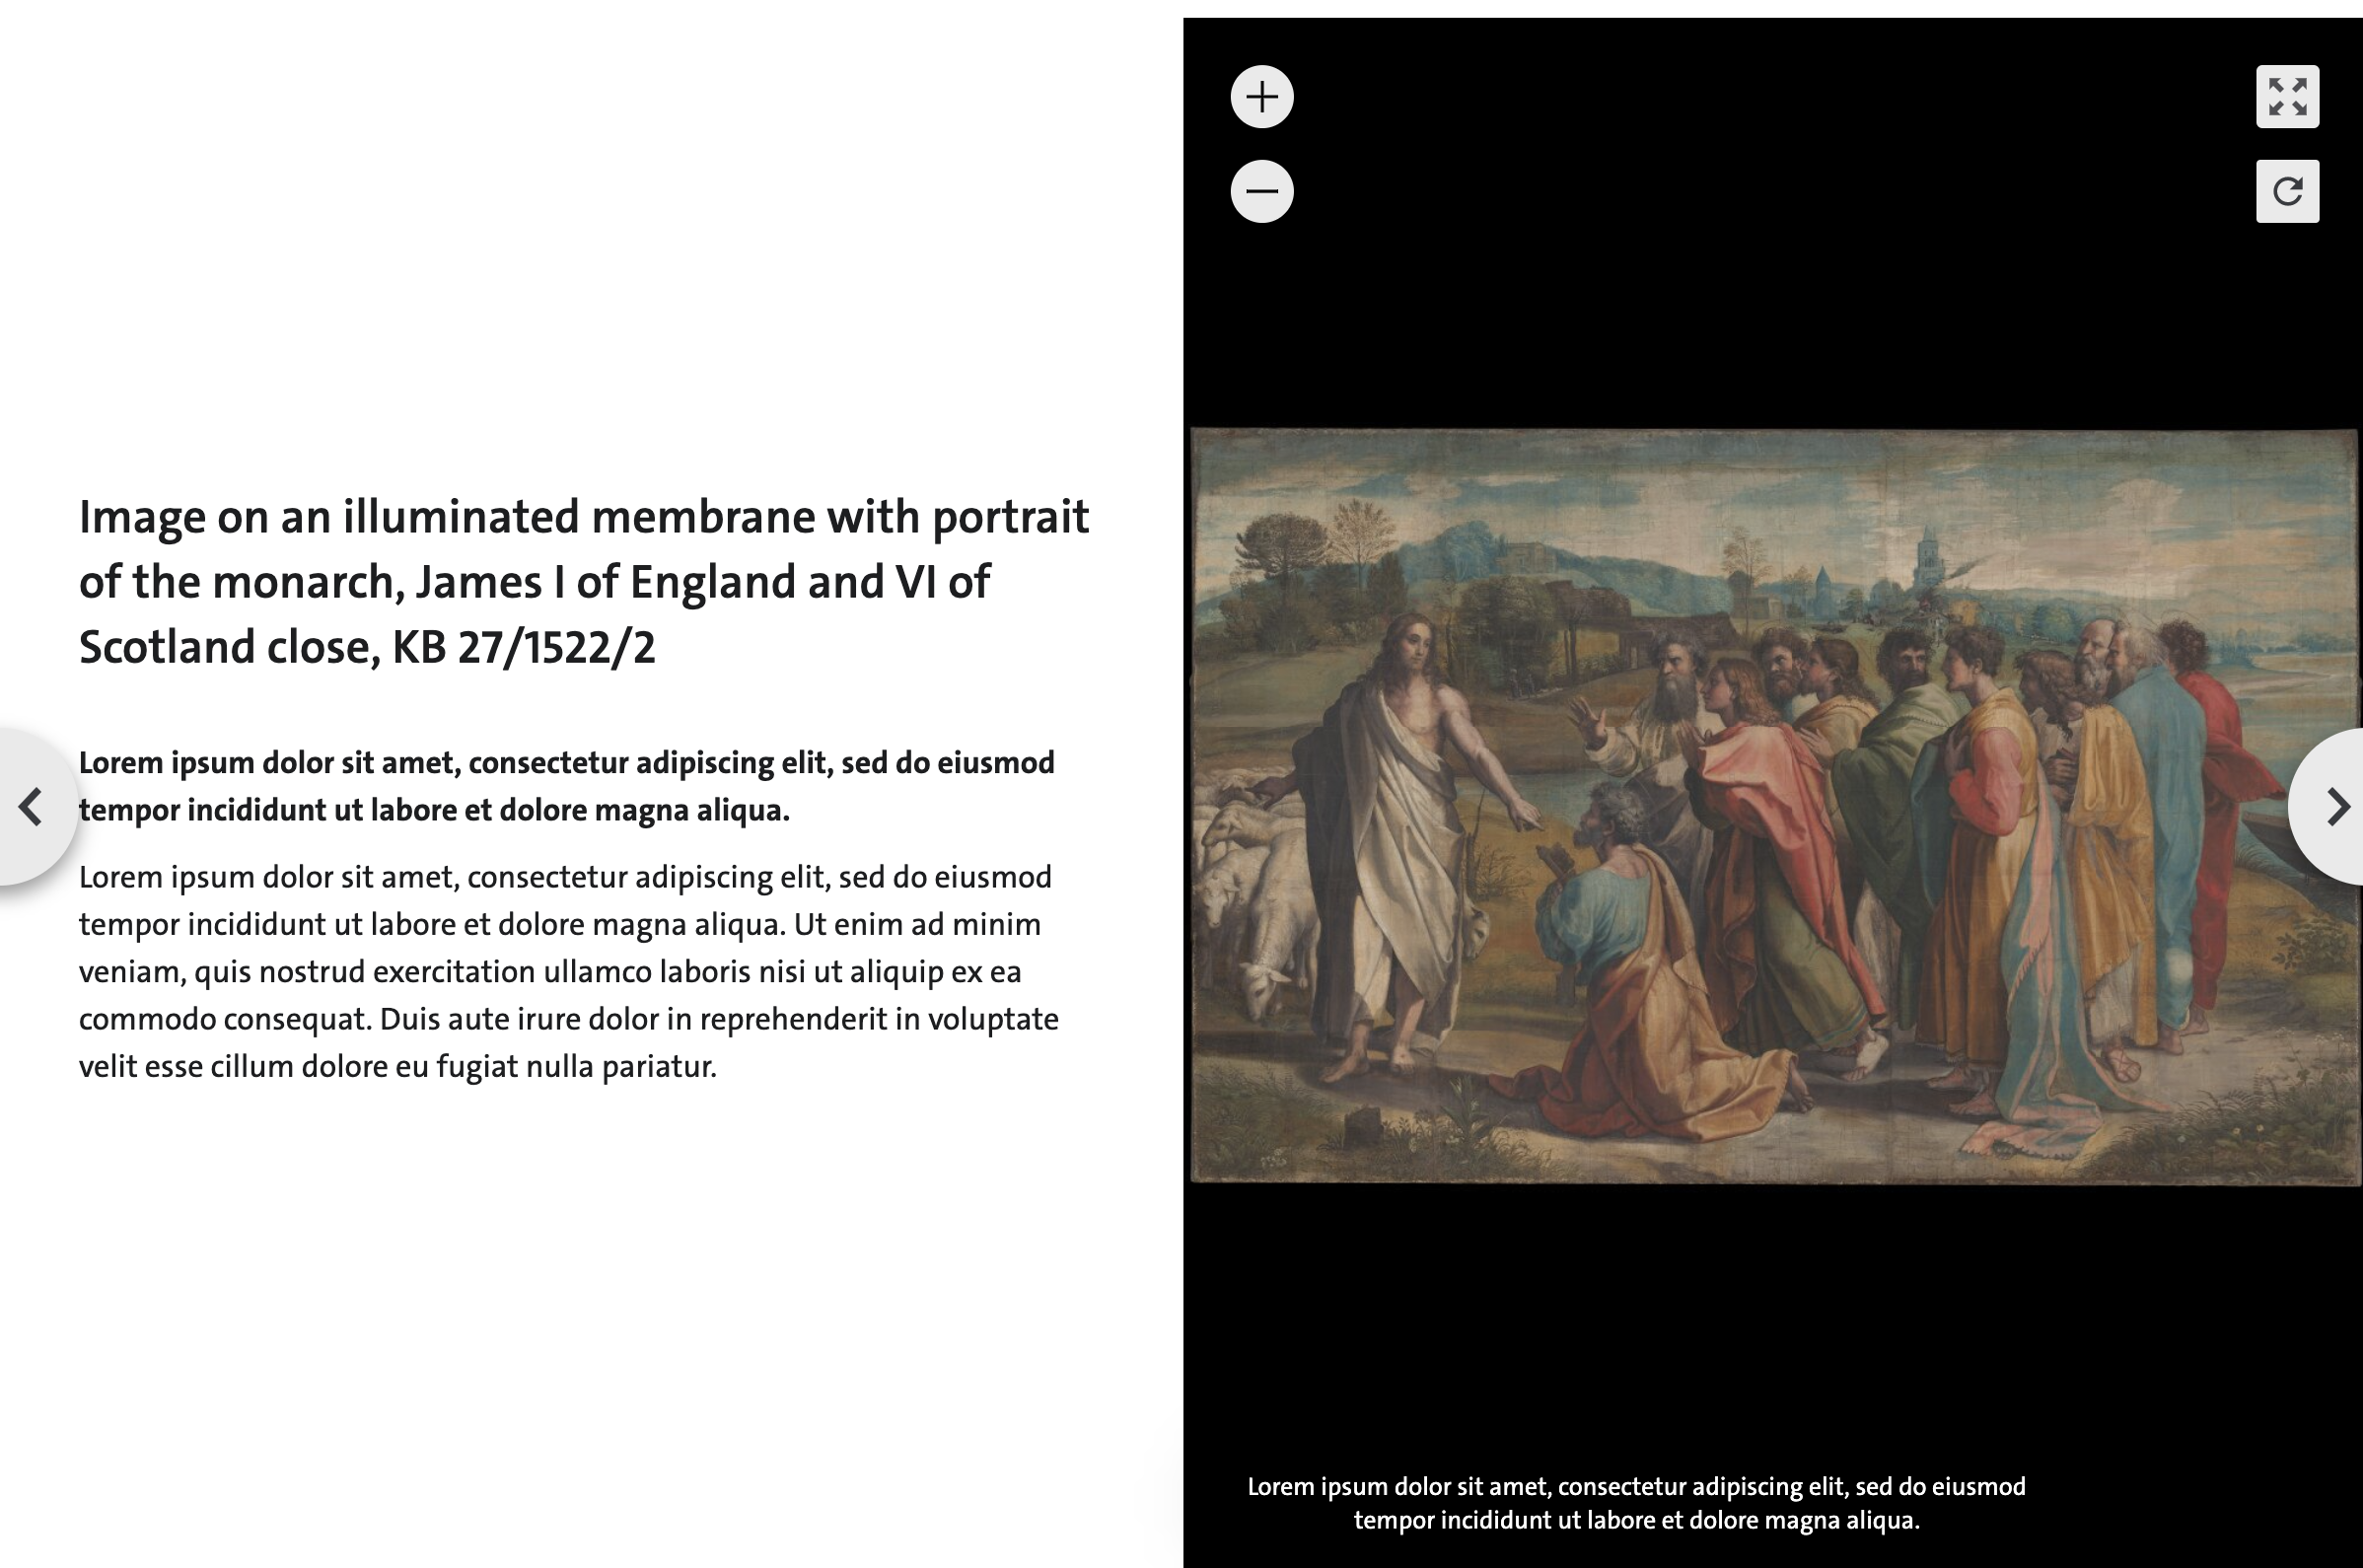 Image on an illuminated membrane with portrait
of the monarch, James I of England and VI of
Scotland close, KB 27/1522/2
Lorem ipsum dolor sit amet, consectetur adipiscing elit, sed do eiusmod
tempor incididunt ut labore et dolore magna aliqua.
Lorem ipsum dolor sit amet, consectetur adipiscing elit, sed do eiusmod
tempor incididunt ut labore et dolore magna aliqua. Ut enim ad minim
veniam, quis nostrud exercitation ullamco laboris nisi ut aliquip ex ea
commodo consequat. Duis aute irure dolor in reprehenderit in voluptate
velit esse cillum dolore eu fugiat nulla pariatur.
Lorem ipsum dolor sit amet, consectetur adipiscing elit, sed do eiusmod
tempor incididunt ut labore et dolore magna aliqua.